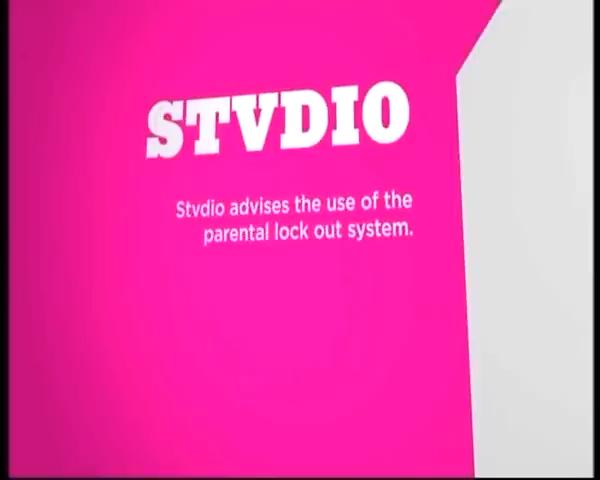 STVDIO
Stvdio advises the use of the
parental lock out system.